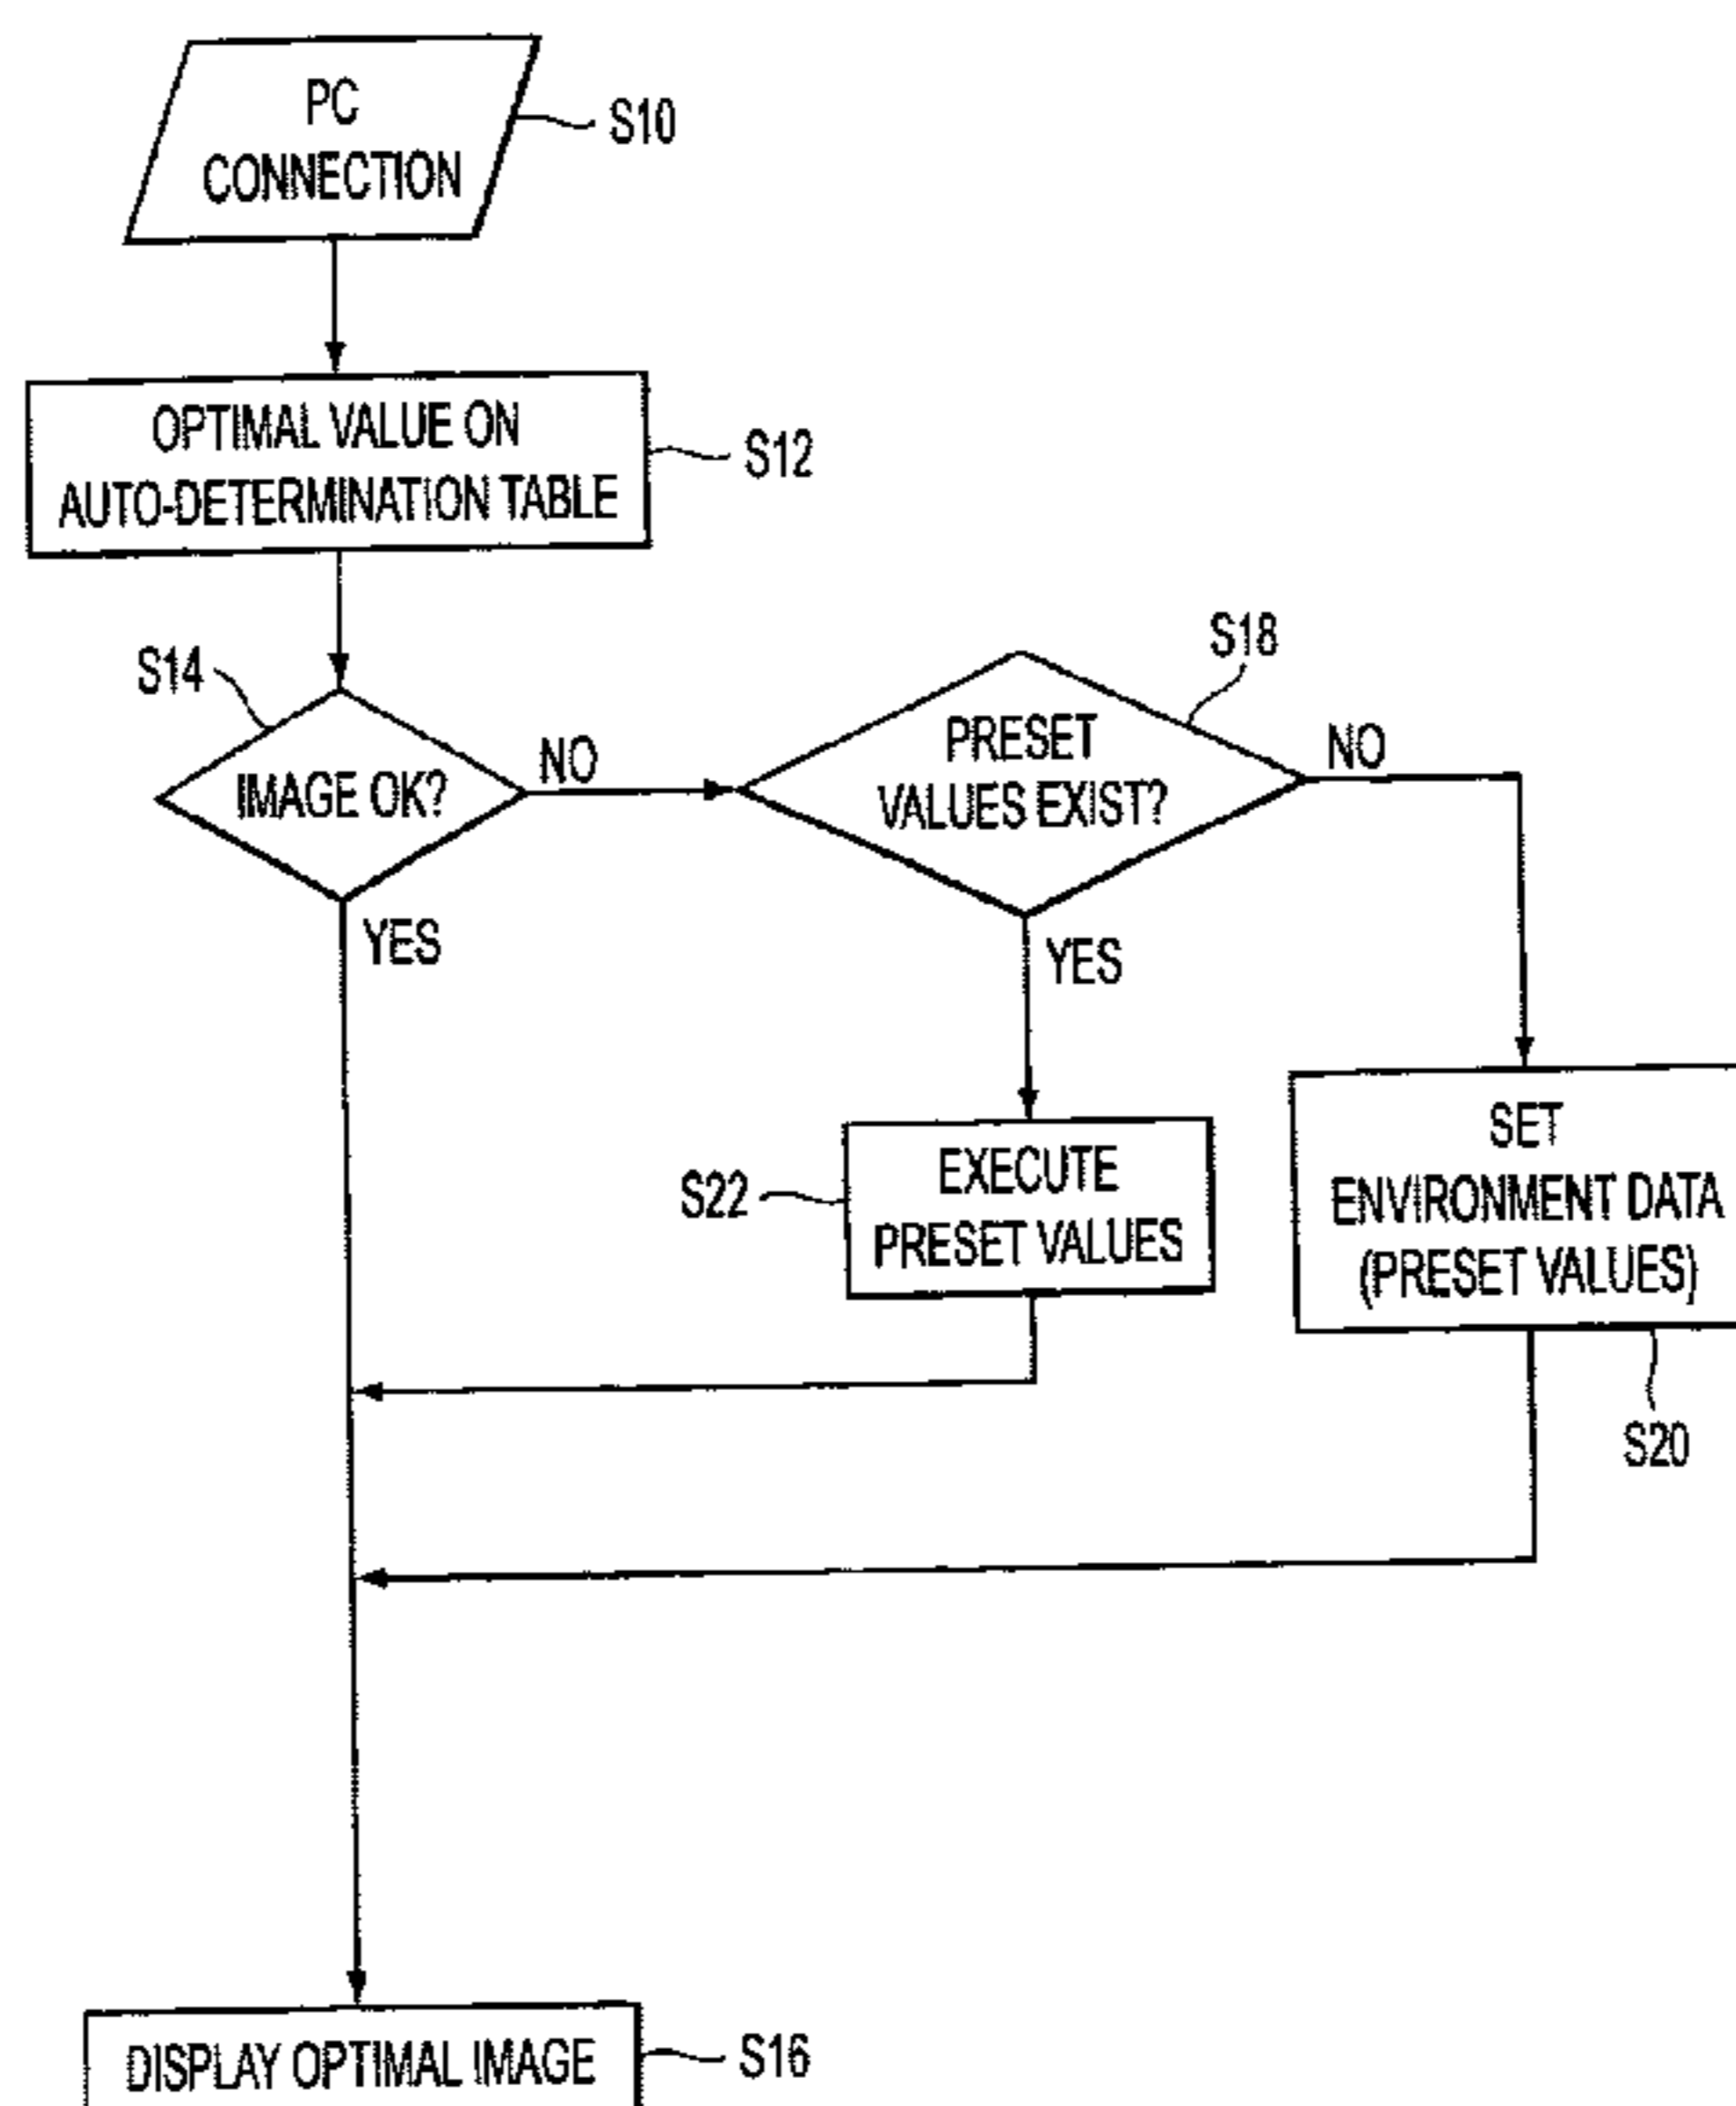 PC
CONNECTION
S10
OPTIMAL VALUE ON
AUTO-DETERMINATION TABLE
S12
S14
IMAGE OK?
NO
YES
S18
PRESET
VALUES EXIST?
NO
YES
S22
EXECUTE
PRESET VALUES
SET
ENVIRONMENT DATA
(PRESET VALUES)
S20
DISPLAY OPTIMAL IMAGE
S16